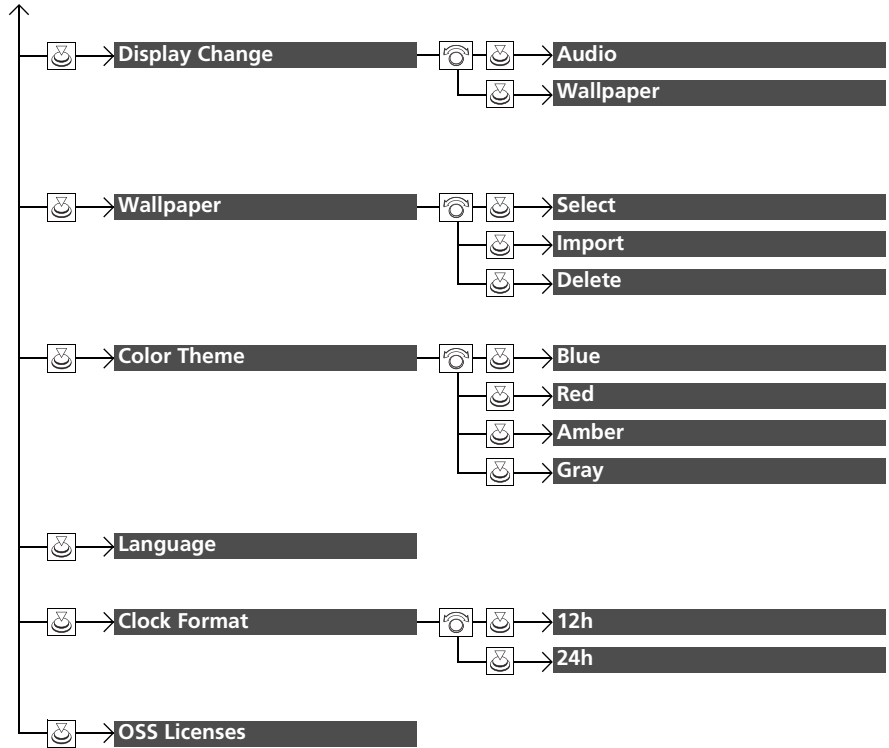 Display Change
Audio
Wallpaper
Wallpaper
Select
Import
Delete
Color Theme
Blue
Red
Amber
Gray
Language
Clock Format
12h
24h
OSS Licenses